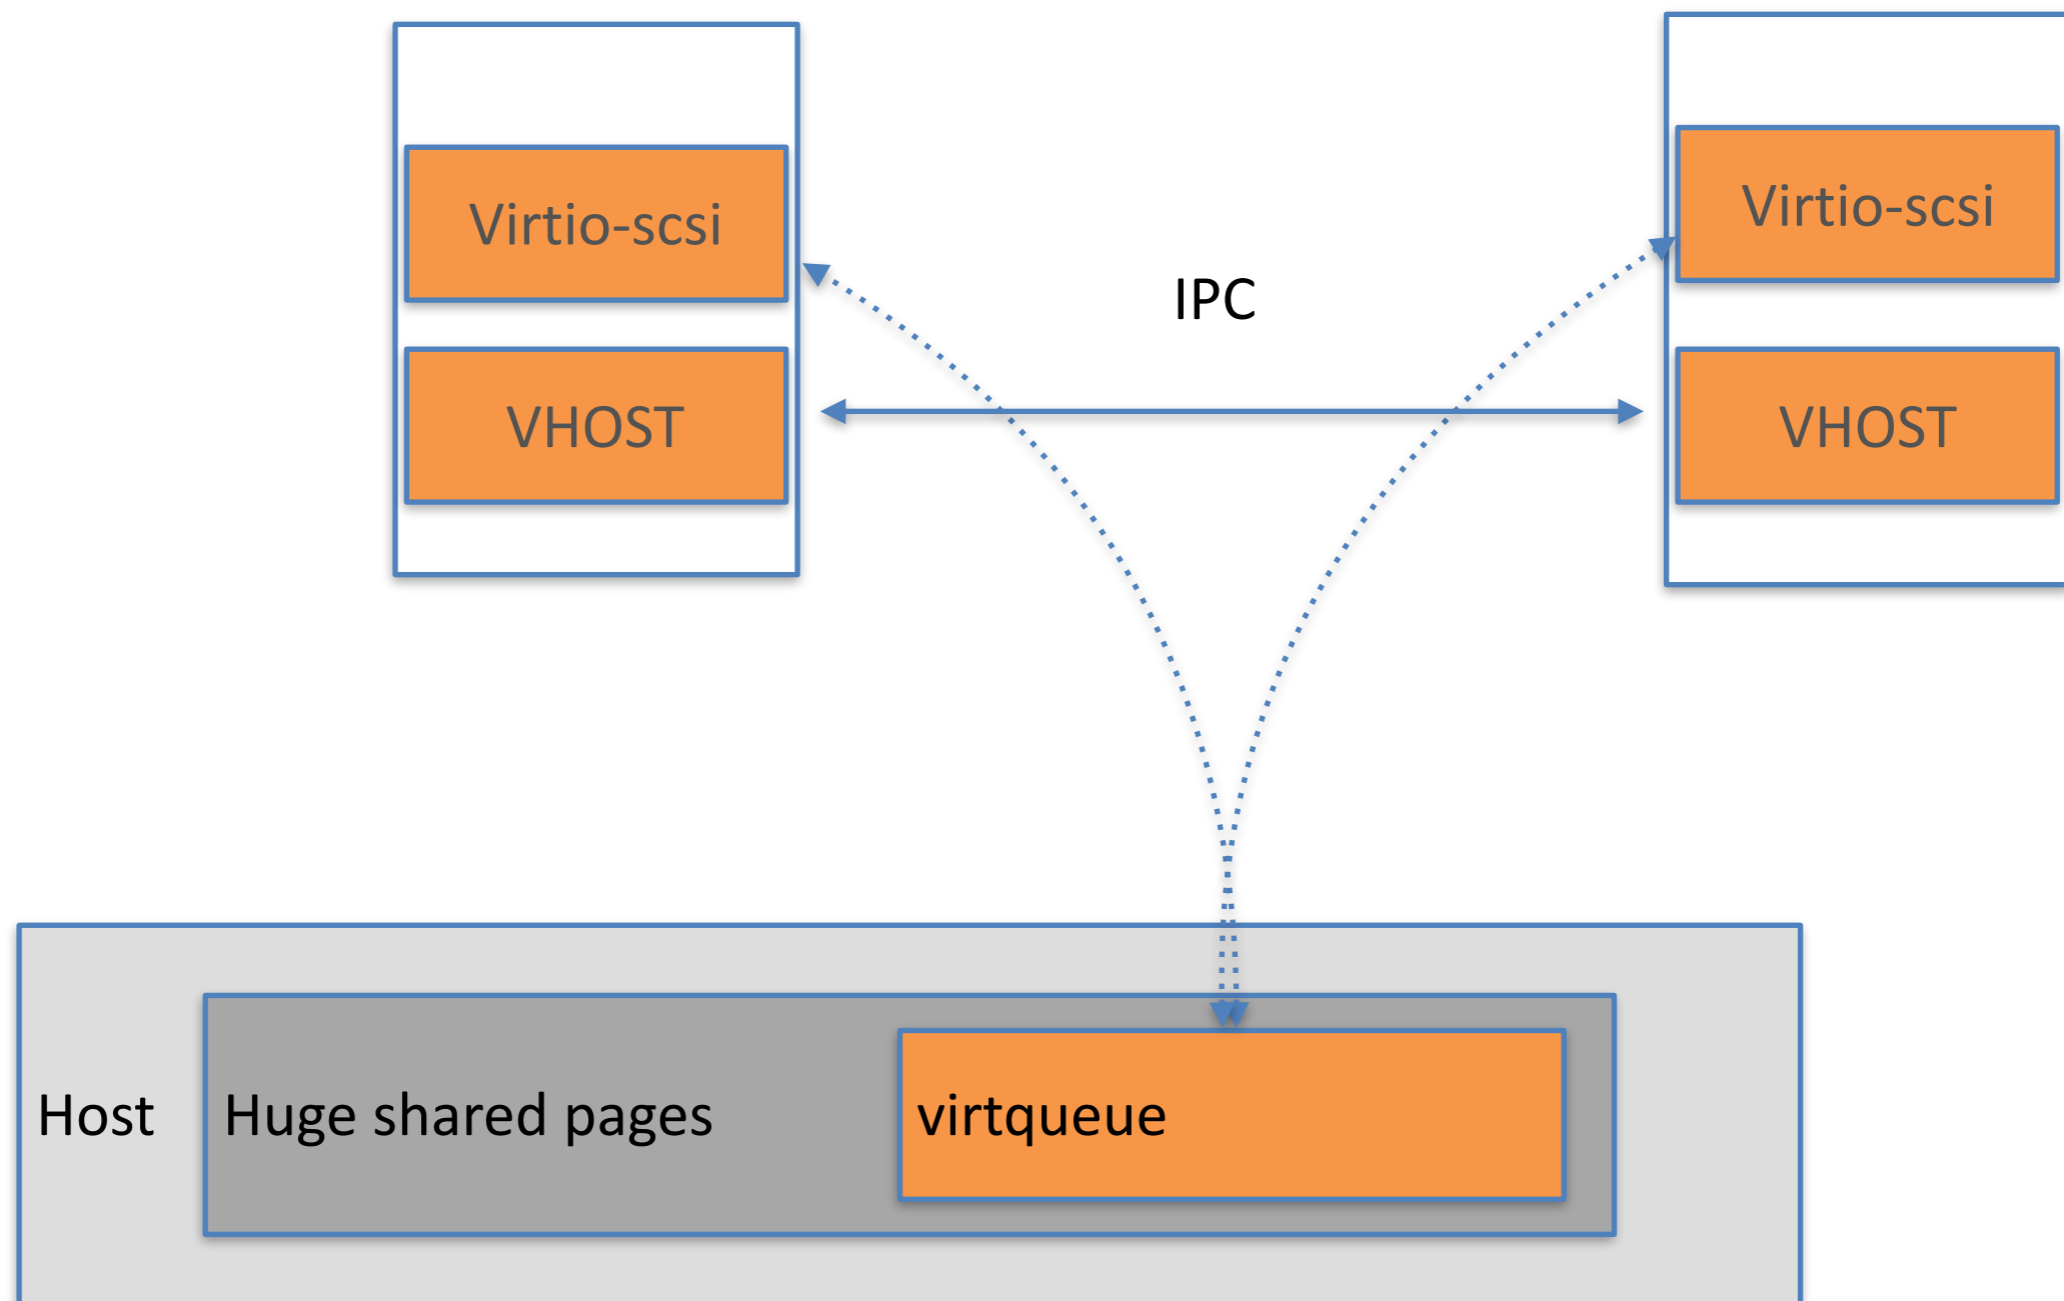 Virtio-scsi
Virtio-scsi
IPC
VHOST
VHOST
Host
Huge shared pages
virtqueue